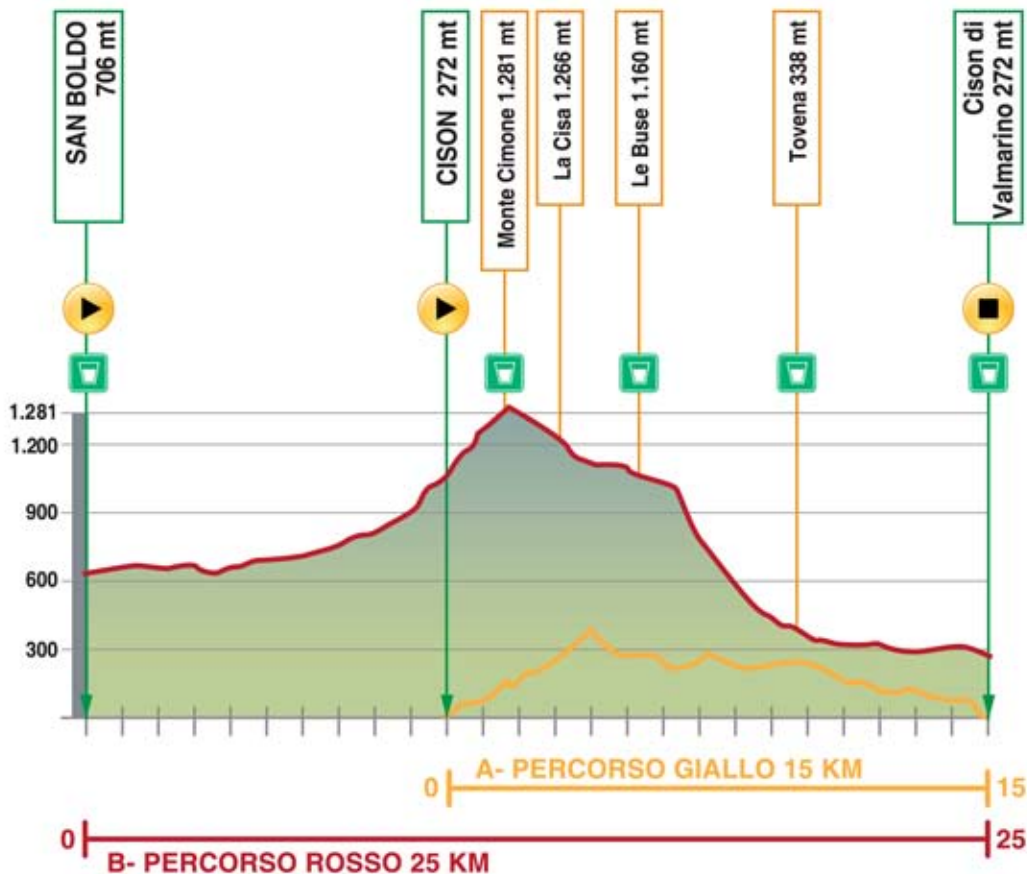 SAN BOLDO
706 mt
CISON 272 mt
Monte Cimone 1.281 mt
La Cisa 1.266 mt
Le Buse 1.160 mt
Tovena 338 mt
Cison di
Valmarino 272 mt
1.281
1.200
900
600
300
A- PERCORSO GIALLO 15 KM
0
15
0
25
B- PERCORSO ROSSO 25 KM